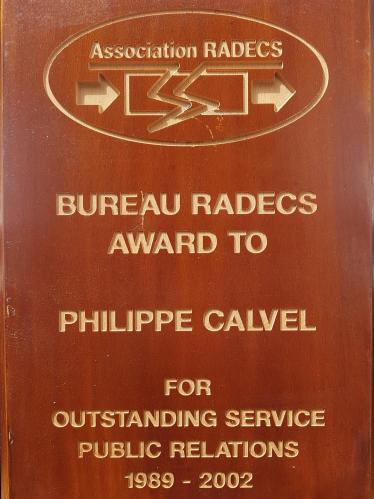 Association RADECS
BUREAU RADECS
AWARD TO
PHILIPPE CALVEL
FOR
OUTSTANDING SERVICE
PUBLIC RELATIONS
1989 - 2002